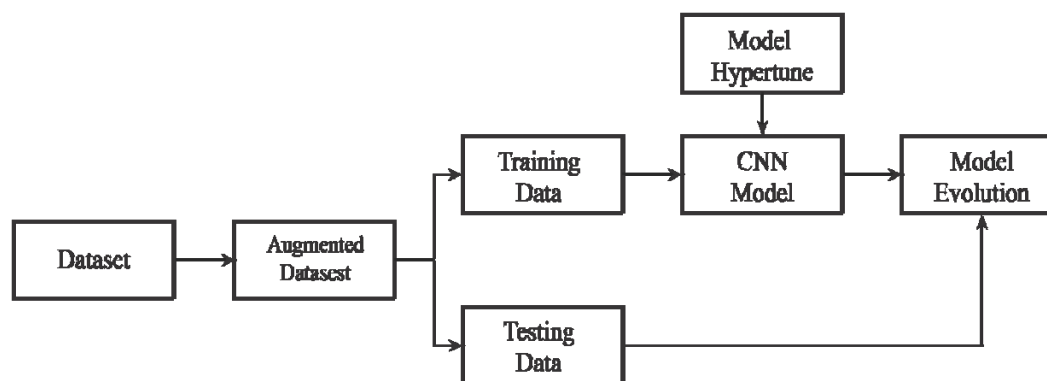 Model
Hypertune
Training
Data
CNN
Model
Model
Evolution
Dataset
Augmented
Datasest
Testing
Data